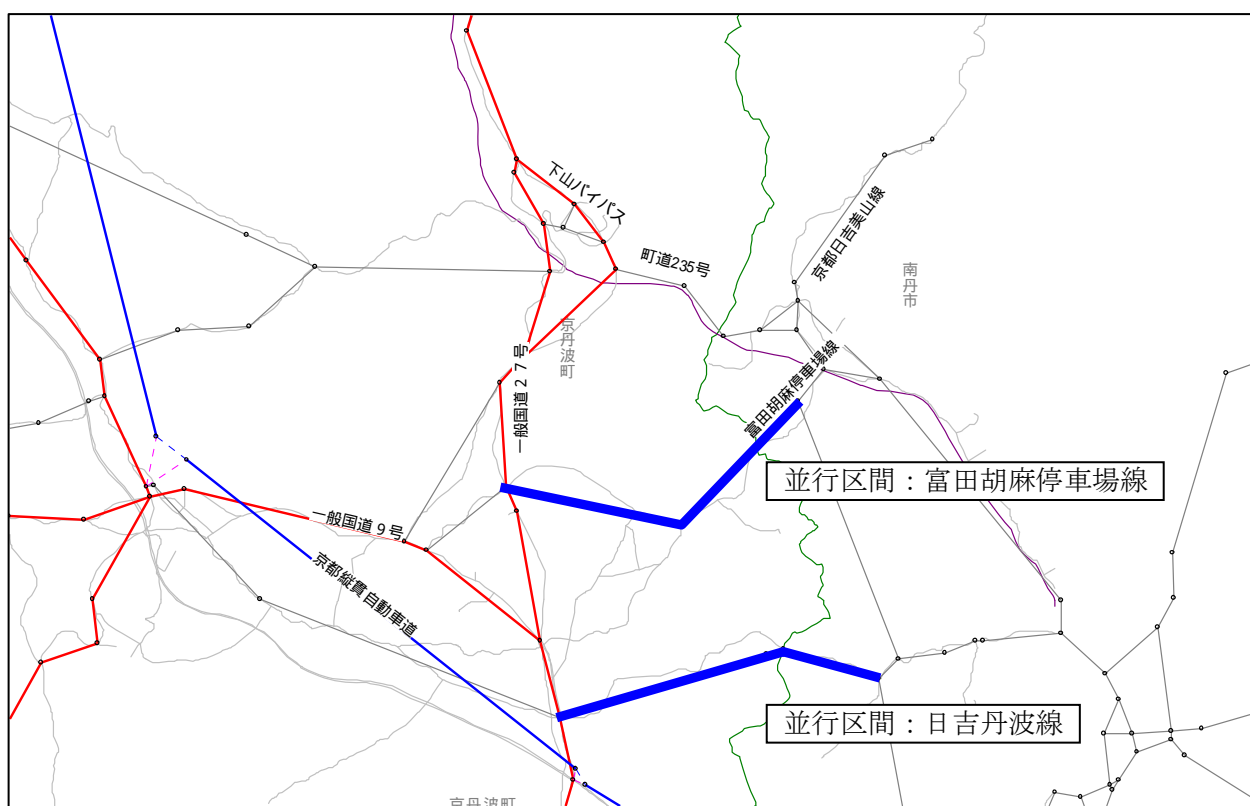 下山バイパス
町道235号
京都日吉美山線
南丹市
京丹波町
一般国道２７号
富田胡麻停車場線
並行区間：富田胡麻停車場線
一般国道９号
京都縦貫自動車道
並行区間：日吉丹波線
京丹波町